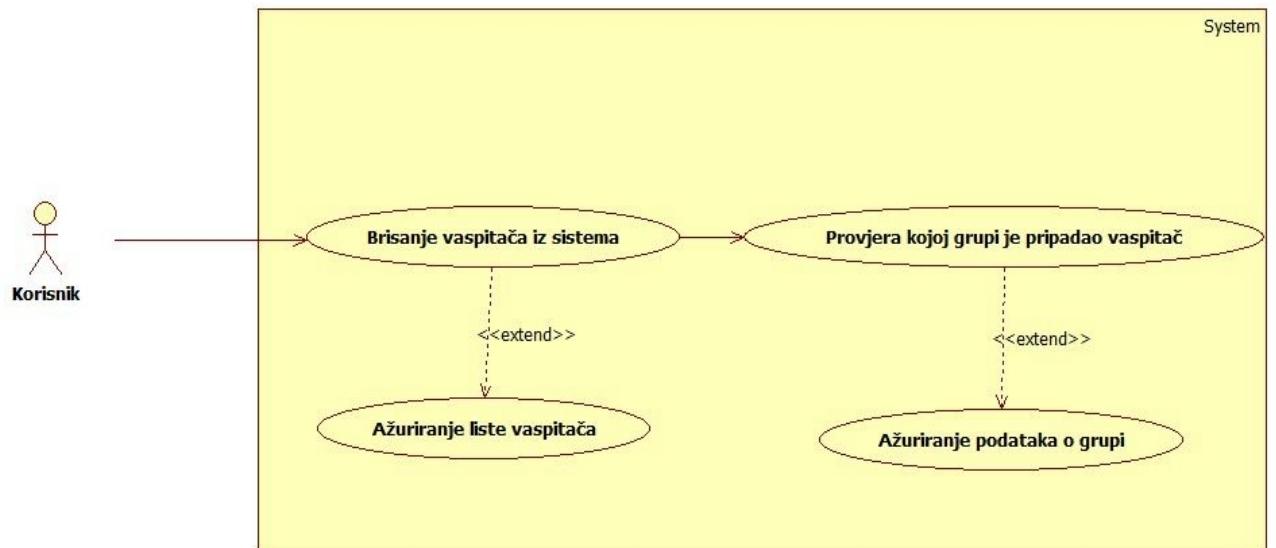 System
Brisanje vaspitača iz sistema
Provjera kojoj grupi je pripadao vaspitač
Korisnik
<<extend>>
<<extend>>
Ažuriranje liste vaspitača
Ažuriranje podataka o grupi